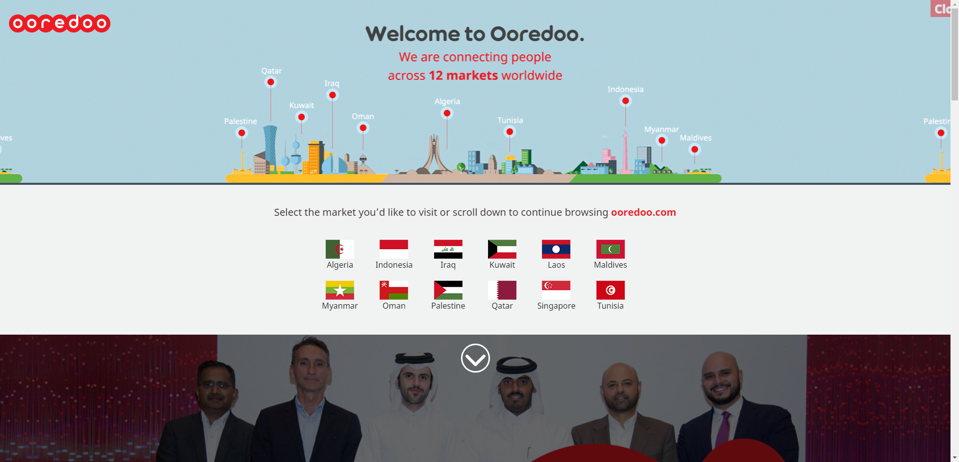 ooredoo
Clo
Welcome to Ooredoo.
We are connecting people
across 12 markets worldwide
Qatar
Iraq
Kuwait
Oman
Palestine
Algeria
Tunisia
Indonesia
Myanmar
Maldives
Select the market you'd like to visit or scroll down to continue browsing ooredoo.com
Algeria Indonesia Iraq Kuwait Laos Maldives
Myanmar Oman Palestine Qatar Singapore Tunisia